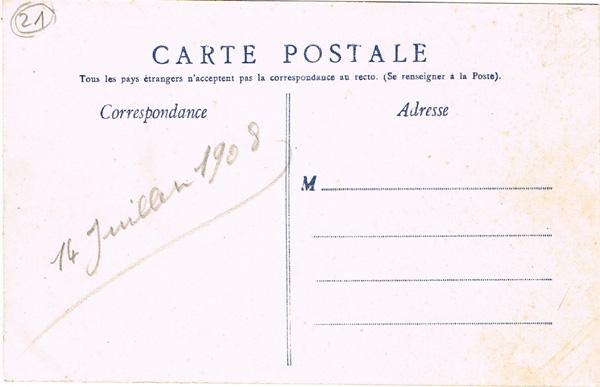 21
CARTE POSTALE
Tous les pays étrangers n'acceptent pas la correspondance au recto. (Se renseigner à la Poste).
Correspondance
14 Juillet 1908
Adresse
M